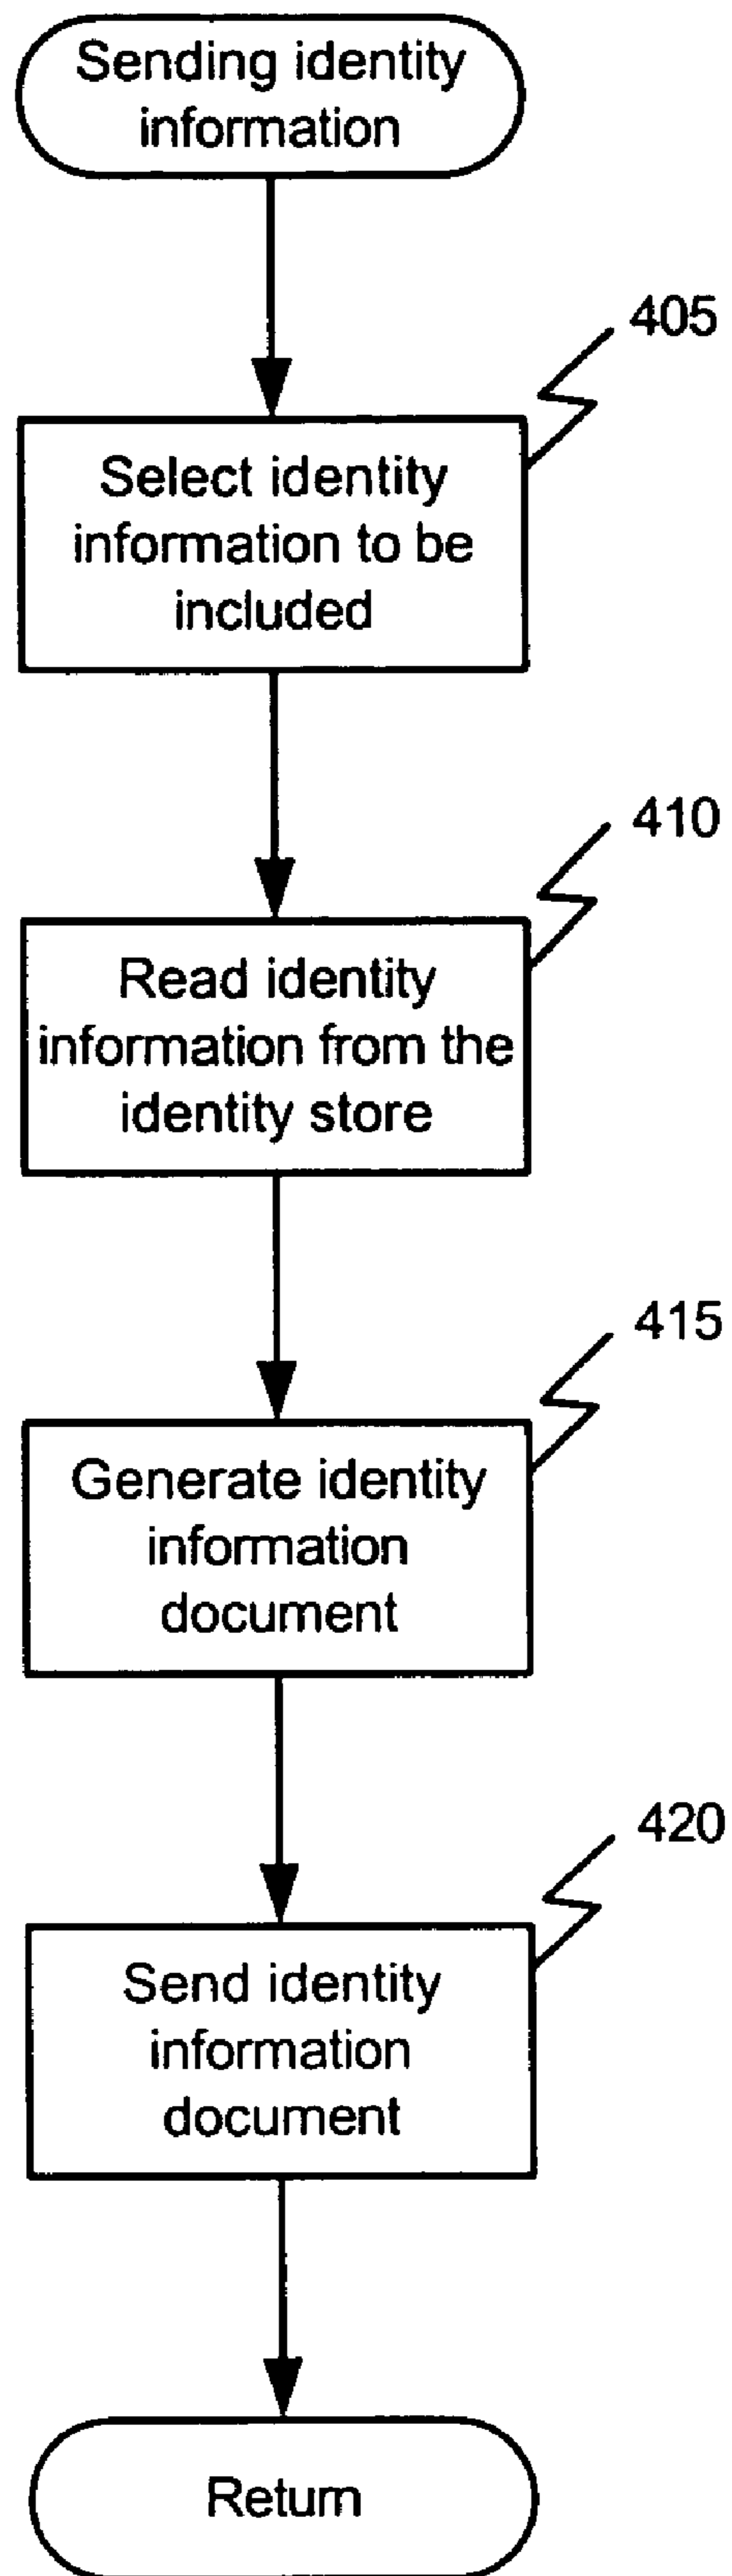 Sending identity
information
405
Select identity
information to be
included
410
Read identity
information from the
identity store
415
Generate identity
information
document
420
Send identity
information
document
Return